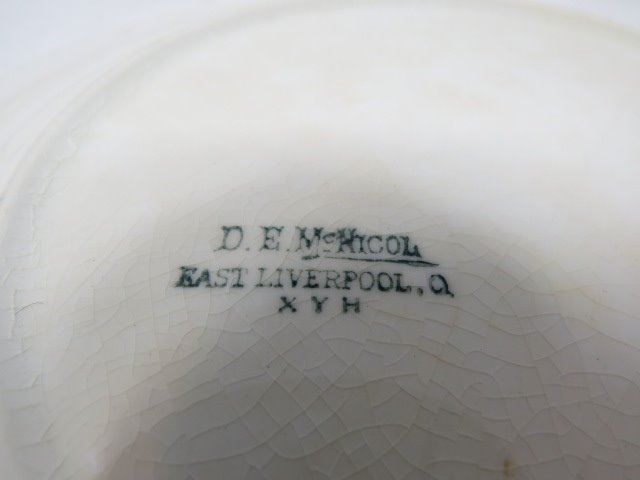 D. E. McNICOL
EAST LIVERPOOL, O.
X Y H